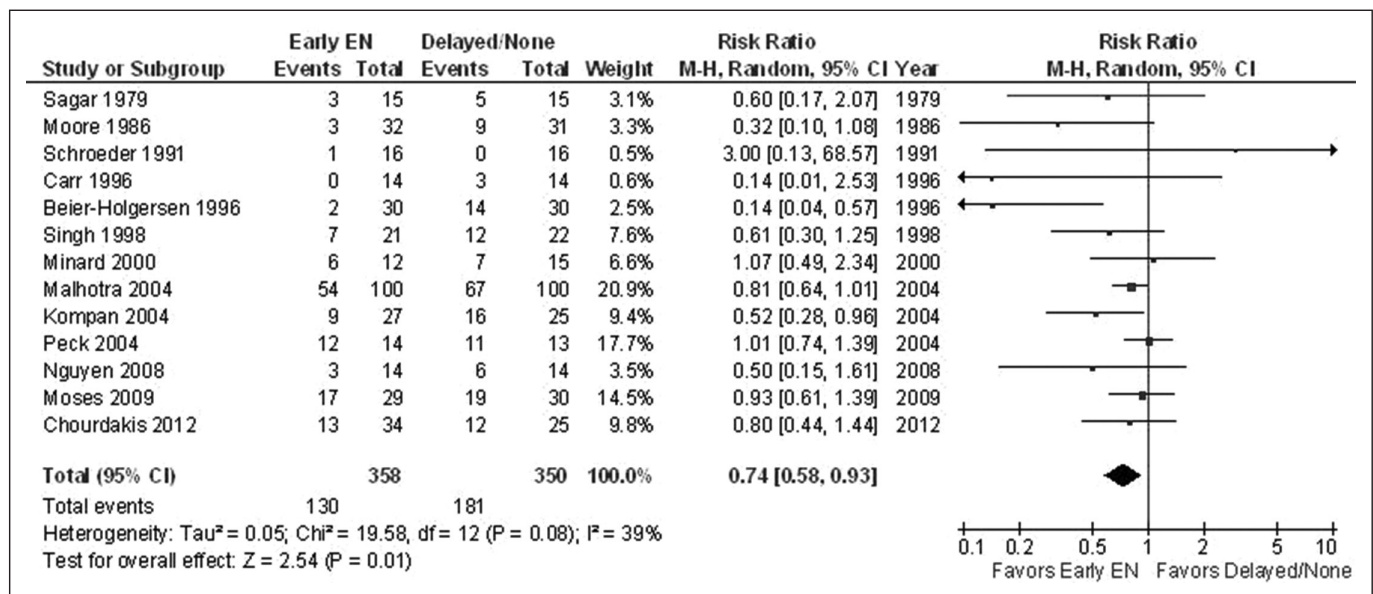 Early EN Delayed/None Risk Ratio Risk Ratio
Study or Subgroup Events Total Events Total Weight M-H, Random, 95% CI Year M-H, Random, 95% CI
Sagar 1979 3 15 5 15 3.1% 0.60 [0.17, 2.07] 1979
Moore 1986 3 32 9 31 3.3% 0.32 [0.10, 1.08] 1986
Schroeder 1991 1 16 0 16 0.5% 3.00 [0.13, 68.57] 1991
Carr 1996 0 14 3 14 0.6% 0.14 [0.01, 2.53] 1996
Beier-Holgersen 1996 2 30 14 30 2.5% 0.14 [0.04, 0.57] 1996
Singh 1998 7 21 12 22 7.6% 0.61 [0.30, 1.25] 1998
Minard 2000 6 12 7 15 6.6% 1.07 [0.49, 2.34] 2000
Malhotra 2004 54 100 67 100 20.9% 0.81 [0.64, 1.01] 2004
Kompan 2004 9 27 16 25 9.4% 0.52 [0.28, 0.96] 2004
Peck 2004 12 14 11 13 17.7% 1.01 [0.74, 1.39] 2004
Nguyen 2008 3 14 6 14 3.5% 0.50 [0.15, 1.61] 2008
Moses 2009 17 29 19 30 14.5% 0.93 [0.61, 1.39] 2009
Chourdakis 2012 13 34 12 25 9.8% 0.80 [0.44, 1.44] 2012
Total (95% CI) 358 350 100.0% 0.74 [0.58, 0.93]
Total events 130 181
Heterogeneity: Tau² = 0.05; Chi² = 19.58, df = 12 (P = 0.08); I² = 39%
Test for overall effect: Z = 2.54 (P = 0.01)
0.1 0.2 0.5 1 2 5 10
Favors Early EN Favors Delayed/None